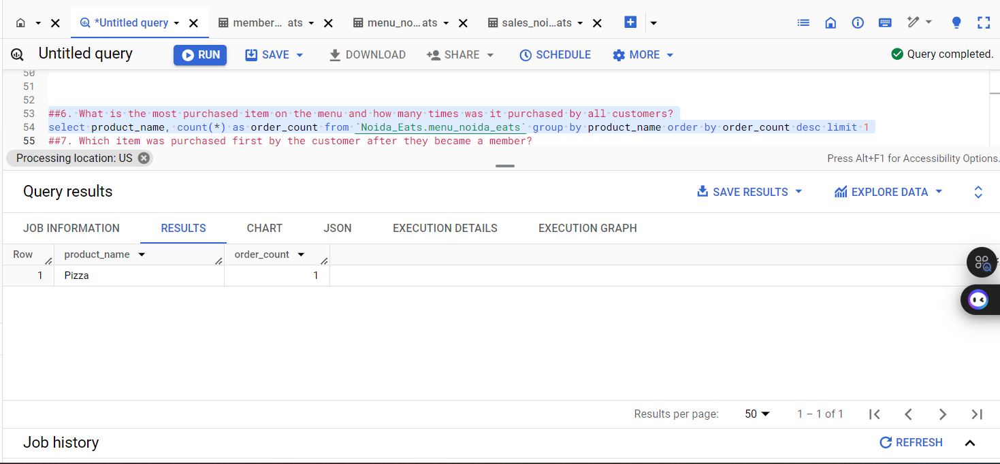 *Untitled query
member... ats
menu_no...ats
sales_noi...ats
Untitled query
RUN
SAVE
DOWNLOAD
SHARE
SCHEDULE
MORE
Query completed.
50
51
52
53 ##6. What is the most purchased item on the menu and how many times was it purchased by all customers?
54 select product_name, count(*) as order_count from `Noida_Eats.menu_noida_eats` group by product_name order by order_count desc limit 1
55 ##7. Which item was purchased first by the customer after they became a member?
Processing location: US
Press Alt+F1 for Accessibility Options.
Query results
SAVE RESULTS
EXPLORE DATA
JOB INFORMATION
RESULTS
CHART
JSON
EXECUTION DETAILS
EXECUTION GRAPH
Row product_name order_count
1 Pizza 1
Results per page: 50 1 – 1 of 1
Job history
REFRESH